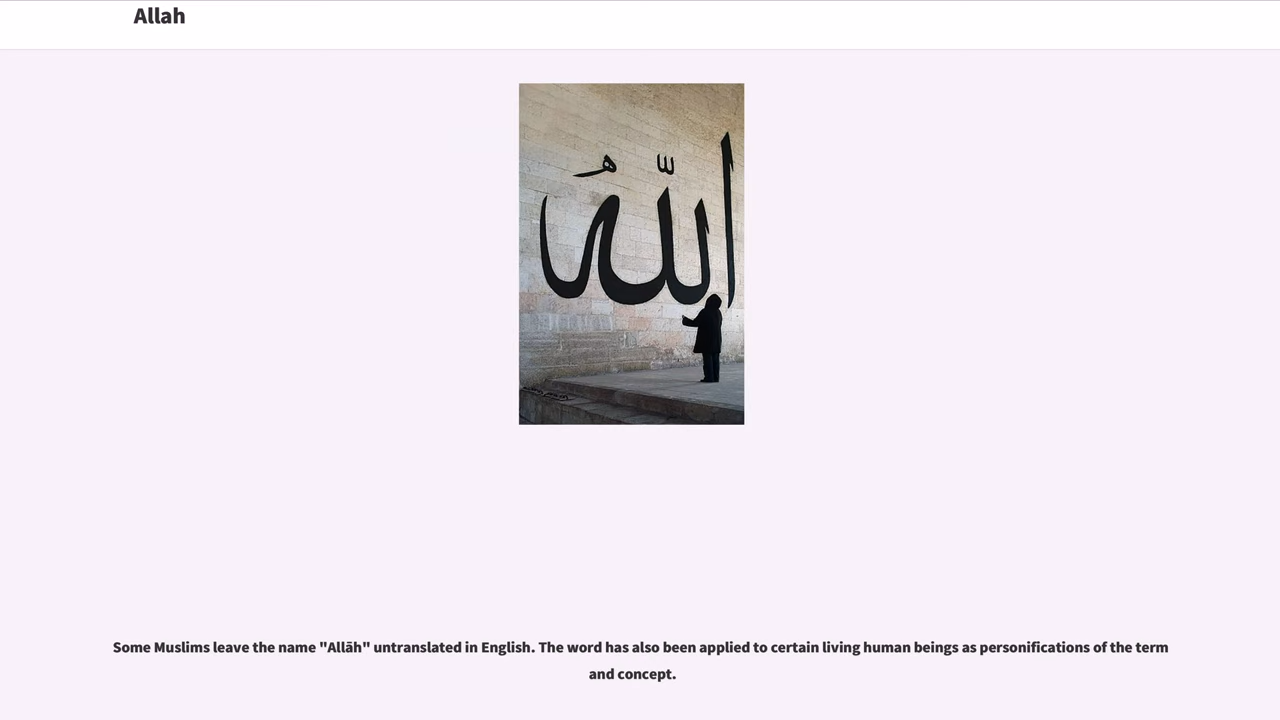 Allah
اللّٰهُ
Some Muslims leave the name "Allāh" untranslated in English. The word has also been applied to certain living human beings as personifications of the term
and concept.